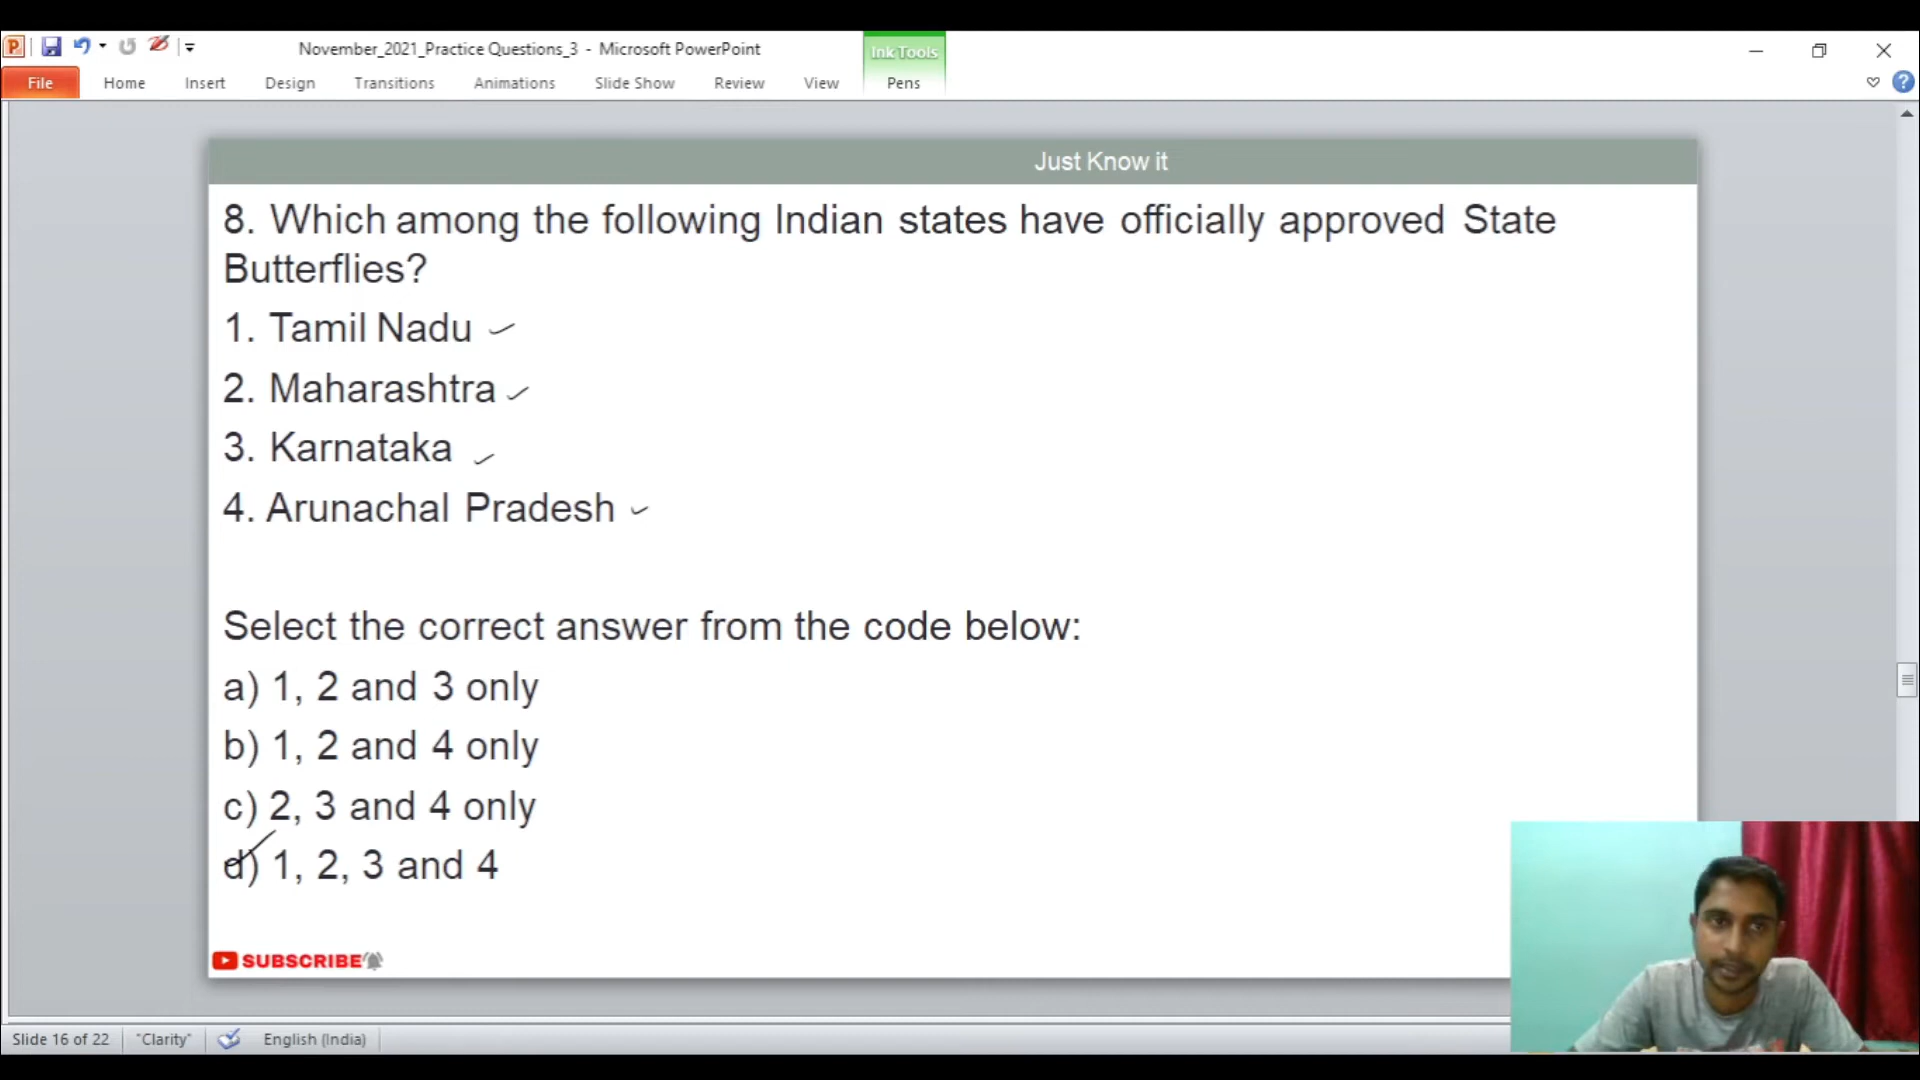 November_2021_Practice Questions_3 - Microsoft PowerPoint
Ink Tools
File Home Insert Design Transitions Animations Slide Show Review View Pens
Just Know it
8. Which among the following Indian states have officially approved State
Butterflies?
1. Tamil Nadu
2. Maharashtra
3. Karnataka
4. Arunachal Pradesh
Select the correct answer from the code below:
a) 1, 2 and 3 only
b) 1, 2 and 4 only
c) 2, 3 and 4 only
d) 1, 2, 3 and 4
SUBSCRIBE
Slide 16 of 22 "Clarity" English (India)